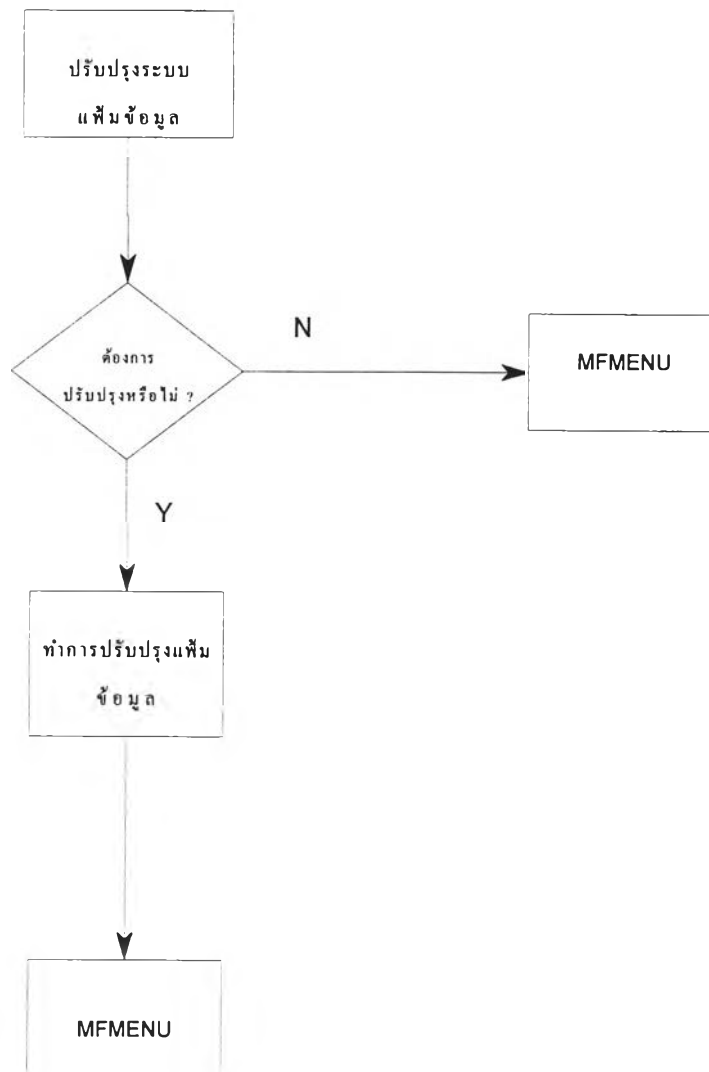 ปรับปรุงระบบ
แฟ้มข้อมูล
ต้องการ
ปรับปรุงหรือไม่ ?
N
MFMENU
Y
ทำการปรับปรุงแฟ้ม
ข้อมูล
MFMENU